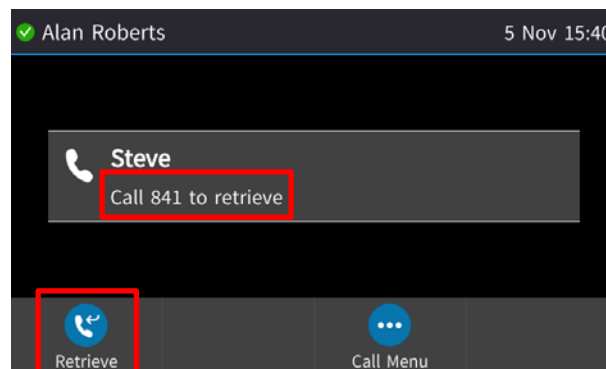 Alan Roberts 5 Nov 15:40
Steve
Call 841 to retrieve
Retrieve Call Menu